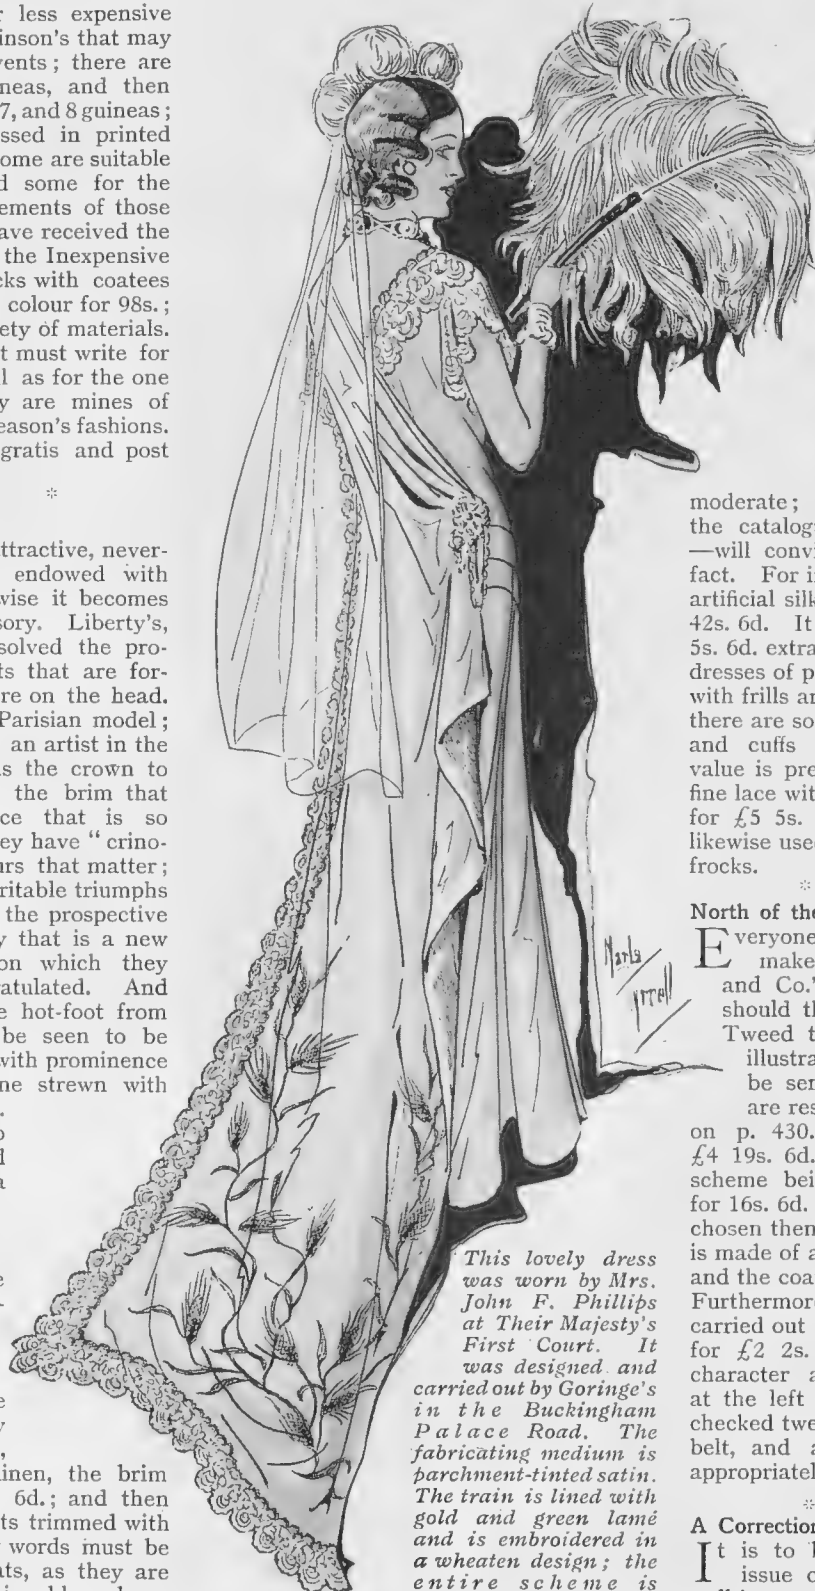 r less expensive
inson's that may
vents ; there are
neas, and then
7, and 8 guineas ;
ssed in printed
ome are suitable
d some for the
ements of those
ave received the
the Inexpensive
cks with coatees
colour for 98s. ;
ety of materials.
t must write for
l as for the one
y are mines of
eason's fashions.
gratis and post
ttractive, never-
endowed with
wise it becomes
sory. Liberty's,
solved the pro-
ts that are for-
re on the head.
Parisian model ;
an artist in the
s the crown to
the brim that
ce that is so
ey have " crino-
urs that matter ;
ritable triumphs
the prospective
y that is a new
on which they
atulated. And
e hot-foot from
be seen to be
with prominence
ne strewn with
.
o
d
a
e
-
e
y
,
inen, the brim
6d. ; and then
ts trimmed with
words must be
ats, as they are
Marla
Tyrell
This lovely dress
was worn by Mrs.
John F. Phillips
at Their Majesty's
First Court. It
was designed and
carried out by Goringe's
in the Buckingham
Palace Road. The
fabricating medium is
parchment-tinted satin.
The train is lined with
gold and green lamé
and is embroidered in
a wheaten design ; the
entire scheme is
moderate ;
the catalog
—will convi
fact. For i
artificial silk
42s. 6d. It
5s. 6d. extra
dresses of p
with frills ar
there are so
and cuffs
value is pre
fine lace wit
for £5 5s.
likewise used
frocks.
North of the
Everyone
make
and Co.'
should th
Tweed t
illustra
be sen
are res
on p. 430.
£4 19s. 6d.
scheme bei
for 16s. 6d.
chosen then
is made of a
and the coa
Furthermore
carried out
for £2 2s.
character a
at the left
checked twe
belt, and a
appropriatel
A Correction
It is to b
issue o